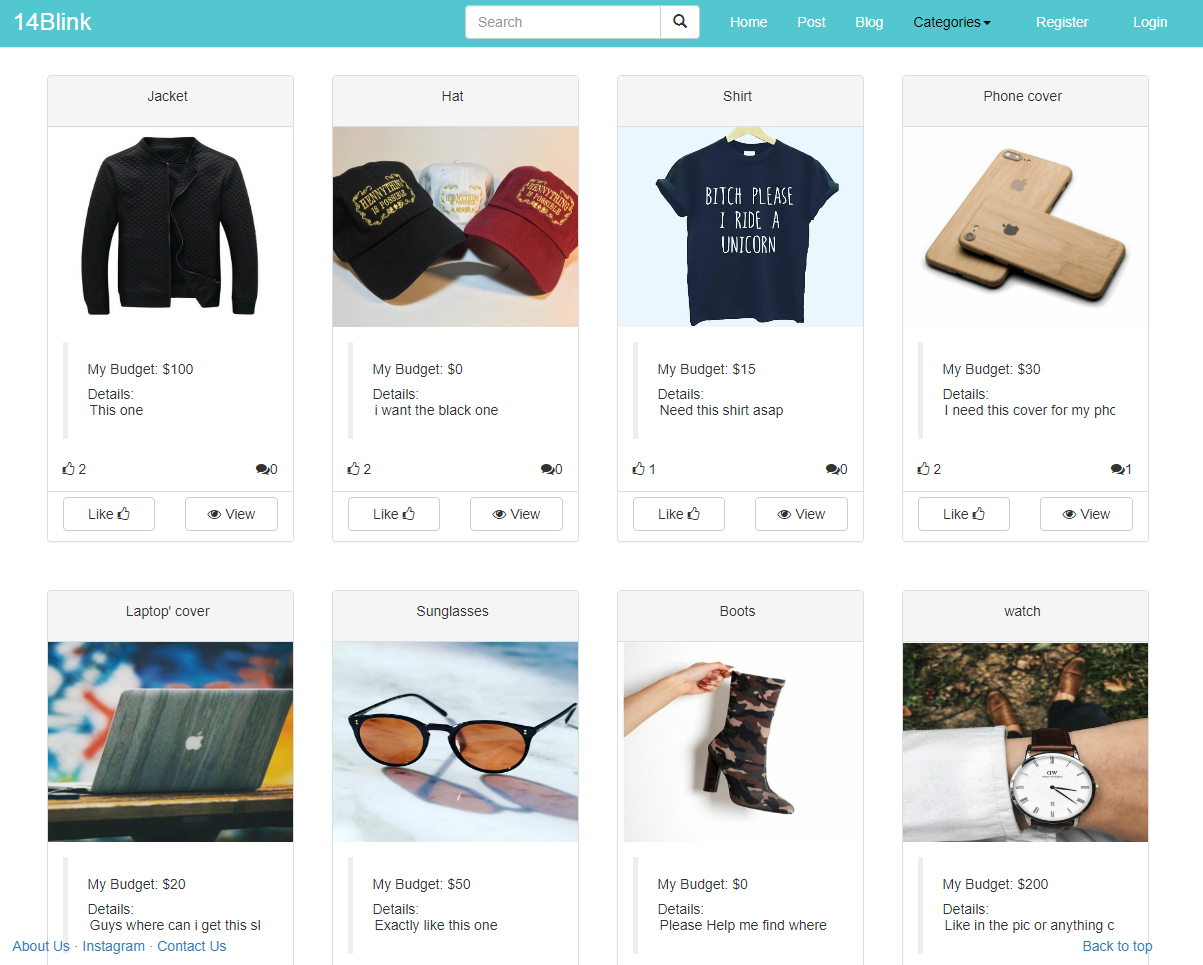 14Blink
Search
Home
Post
Blog
Categories
Register
Login
Jacket
Hat
Shirt
Phone cover
HENNYTHING
IS POSSIBLE
HENNYTHING
IS POSSIBLE
BITCH PLEASE
I RIDE A
UNICORN
My Budget: $100
Details:
This one
My Budget: $0
Details:
i want the black one
My Budget: $15
Details:
Need this shirt asap
My Budget: $30
Details:
I need this cover for my pho
2
0
2
0
1
0
2
1
Like
View
Like
View
Like
View
Like
View
Laptop' cover
Sunglasses
Boots
watch
DW
My Budget: $20
Details:
Guys where can i get this
My Budget: $50
Details:
Exactly like this one
My Budget: $0
Details:
Please Help me find where
My Budget: $200
Details:
Like in the pic or anything
About Us · Instagram · Contact Us
Back to top